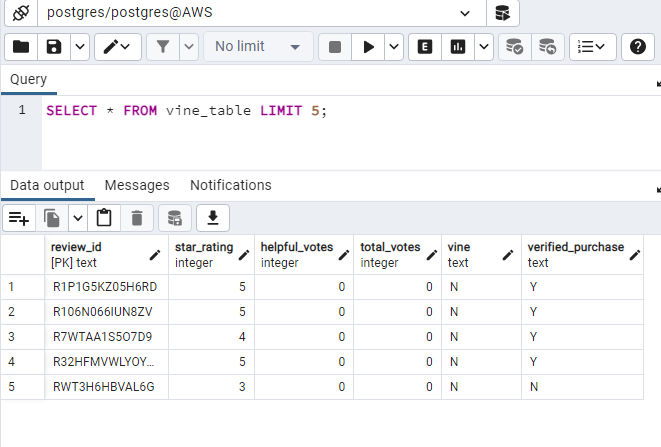 postgres/postgres@AWS
No limit
E
Query
1 SELECT * FROM vine_table LIMIT 5;
Data output Messages Notifications
review_id star_rating helpful_votes total_votes vine verified_purchase
[PK] text integer integer integer text text
1 R1P1G5KZ05H6RD 5 0 0 N Y
2 R106N066IUN8ZV 5 0 0 N Y
3 R7WTAA1S5O7D9 4 0 0 N Y
4 R32HFMVWLYOY... 5 0 0 N Y
5 RWT3H6HBVAL6G 3 0 0 N N